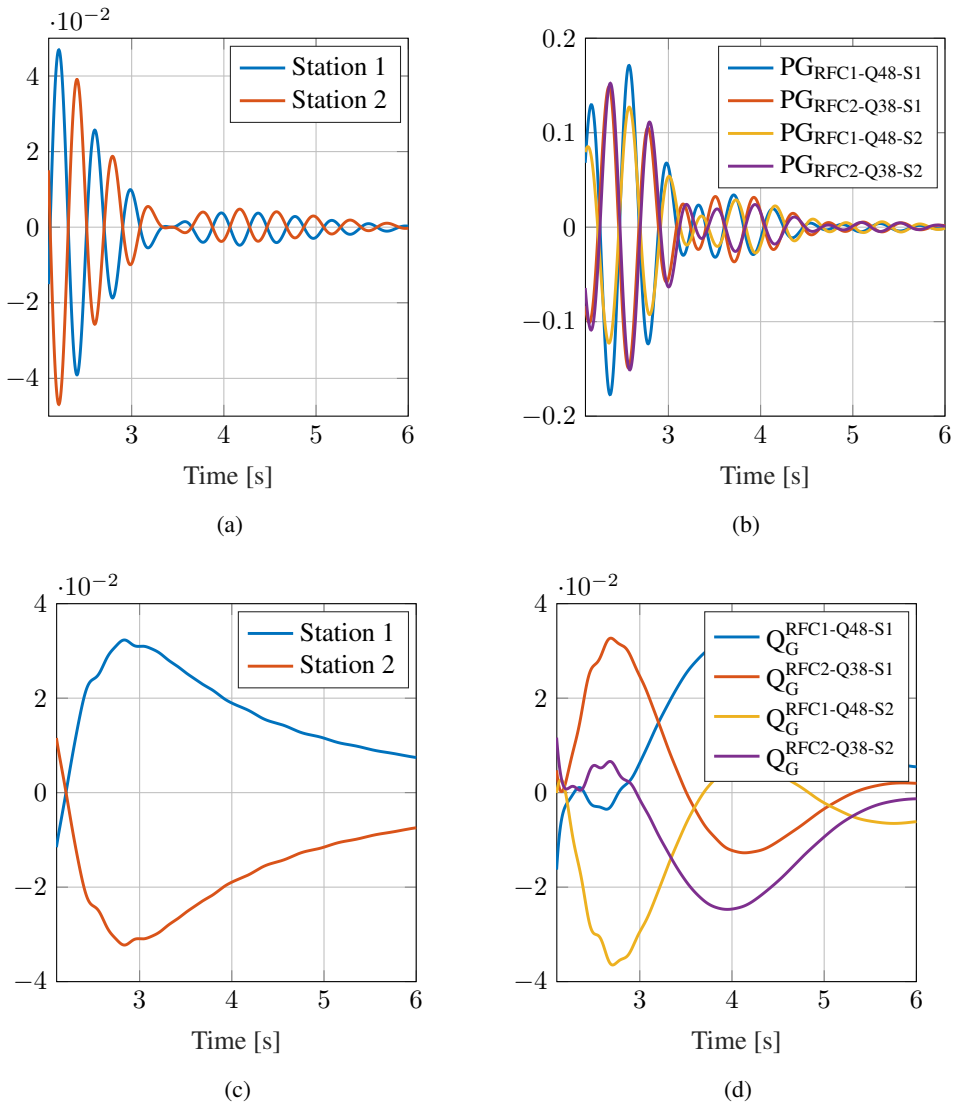 ·10⁻²
4
2
0
−2
−4
3
4
5
6
Station 1
Station 2
Time [s]
(a)
0.2
0.1
0
−0.1
−0.2
3
4
5
6
PG_RFC1-Q48-S1
PG_RFC2-Q38-S1
PG_RFC1-Q48-S2
PG_RFC2-Q38-S2
Time [s]
(b)
·10⁻²
4
2
0
−2
−4
3
4
5
6
Station 1
Station 2
Time [s]
(c)
·10⁻²
4
2
0
−2
−4
3
4
5
6
Q_G^RFC1-Q48-S1
Q_G^RFC2-Q38-S1
Q_G^RFC1-Q48-S2
Q_G^RFC2-Q38-S2
Time [s]
(d)